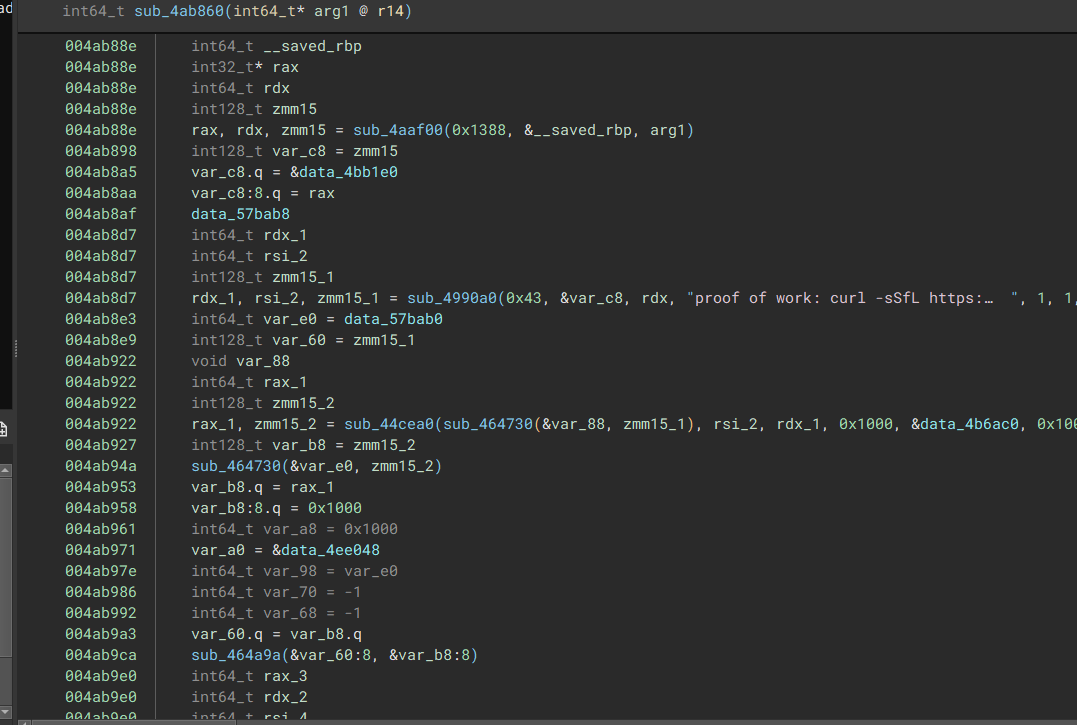 ad
int64_t sub_4ab860(int64_t* arg1 @ r14)
004ab88e int64_t __saved_rbp
004ab88e int32_t* rax
004ab88e int64_t rdx
004ab88e int128_t zmm15
004ab88e rax, rdx, zmm15 = sub_4aaf00(0x1388, &__saved_rbp, arg1)
004ab898 int128_t var_c8 = zmm15
004ab8a5 var_c8.q = &data_4bb1e0
004ab8aa var_c8:8.q = rax
004ab8af data_57bab8
004ab8d7 int64_t rdx_1
004ab8d7 int64_t rsi_2
004ab8d7 int128_t zmm15_1
004ab8d7 rdx_1, rsi_2, zmm15_1 = sub_4990a0(0x43, &var_c8, rdx, "proof of work: curl -sSfL https:… ", 1, 1,
004ab8e3 int64_t var_e0 = data_57bab0
004ab8e9 int128_t var_60 = zmm15_1
004ab922 void var_88
004ab922 int64_t rax_1
004ab922 int128_t zmm15_2
004ab922 rax_1, zmm15_2 = sub_44cea0(sub_464730(&var_88, zmm15_1), rsi_2, rdx_1, 0x1000, &data_4b6ac0, 0x100
004ab927 int128_t var_b8 = zmm15_2
004ab94a sub_464730(&var_e0, zmm15_2)
004ab953 var_b8.q = rax_1
004ab958 var_b8:8.q = 0x1000
004ab961 int64_t var_a8 = 0x1000
004ab971 var_a0 = &data_4ee048
004ab97e int64_t var_98 = var_e0
004ab986 int64_t var_70 = -1
004ab992 int64_t var_68 = -1
004ab9a3 var_60.q = var_b8.q
004ab9ca sub_464a9a(&var_60:8, &var_b8:8)
004ab9e0 int64_t rax_3
004ab9e0 int64_t rdx_2
004ab9e0 int64_t rsi_4